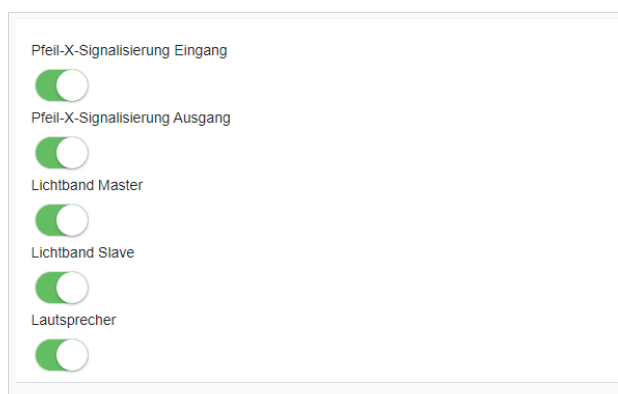 Pfeil-X-Signalisierung Eingang
Pfeil-X-Signalisierung Ausgang
Lichtband Master
Lichtband Slave
Lautsprecher